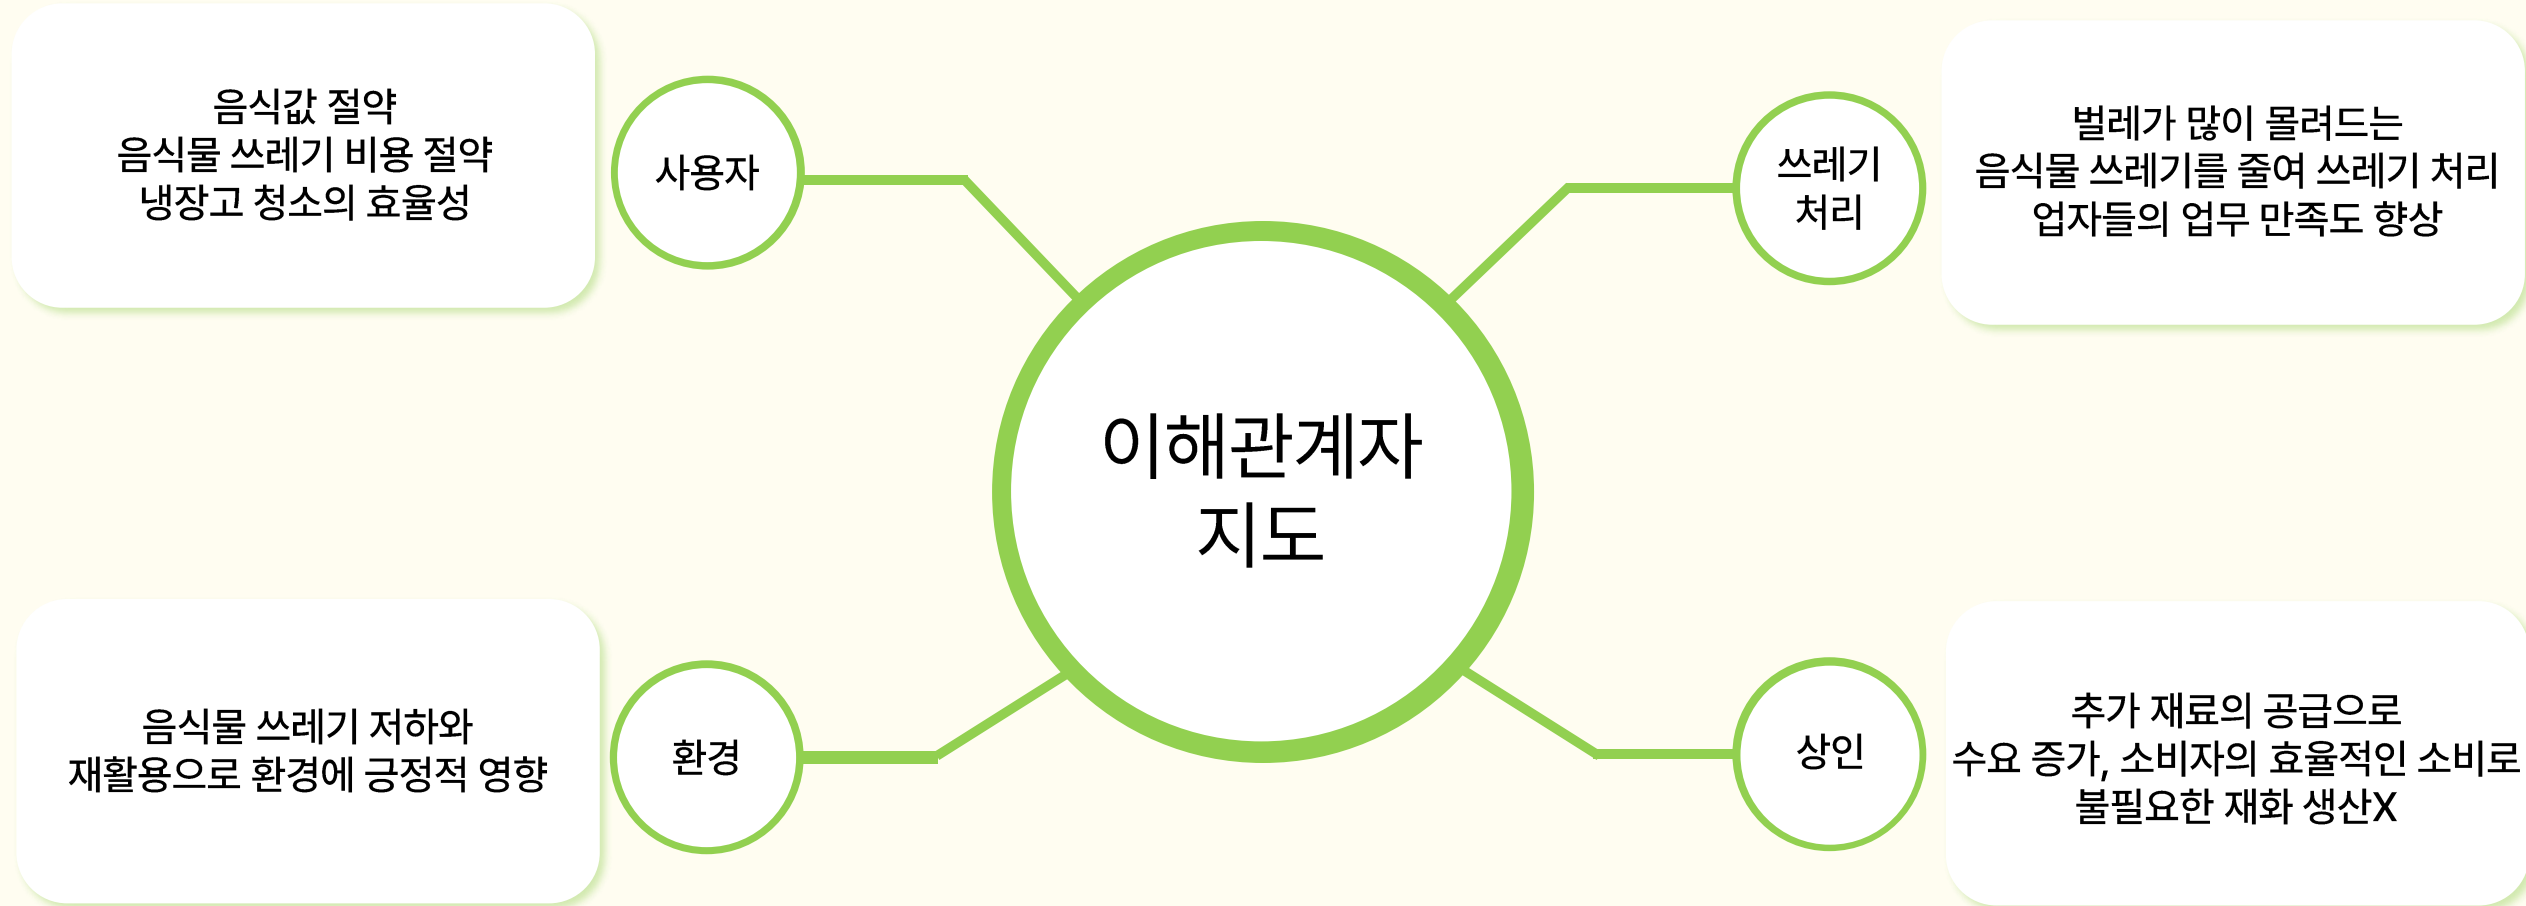 음식값 절약
음식물 쓰레기 비용 절약
냉장고 청소의 효율성
사용자
쓰레기
처리
벌레가 많이 몰려드는
음식물 쓰레기를 줄여 쓰레기 처리
업자들의 업무 만족도 향상
이해관계자
지도
음식물 쓰레기 저하와
재활용으로 환경에 긍정적 영향
환경
상인
추가 재료의 공급으로
수요 증가, 소비자의 효율적인 소비로
불필요한 재화 생산X